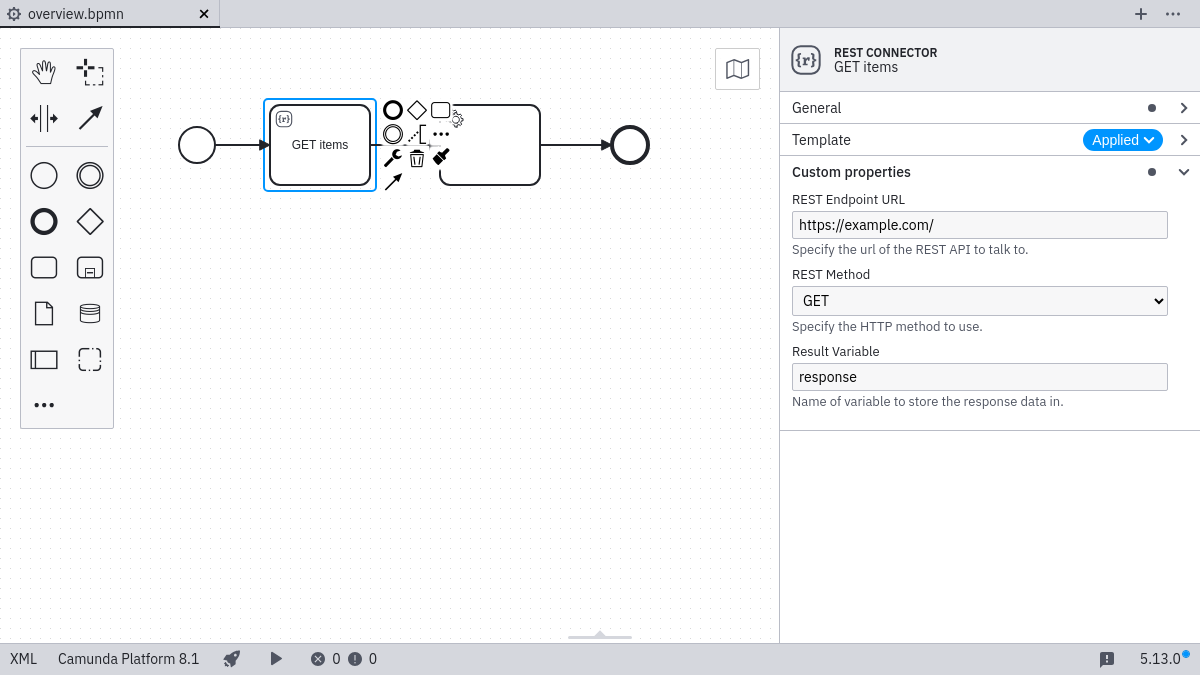 overview.bpmn
{r}
GET items
{r}
REST CONNECTOR
GET items
General
Template
Applied
Custom properties
REST Endpoint URL
https://example.com/
Specify the url of the REST API to talk to.
REST Method
GET
Specify the HTTP method to use.
Result Variable
response
Name of variable to store the response data in.
XML
Camunda Platform 8.1
0
0
5.13.0